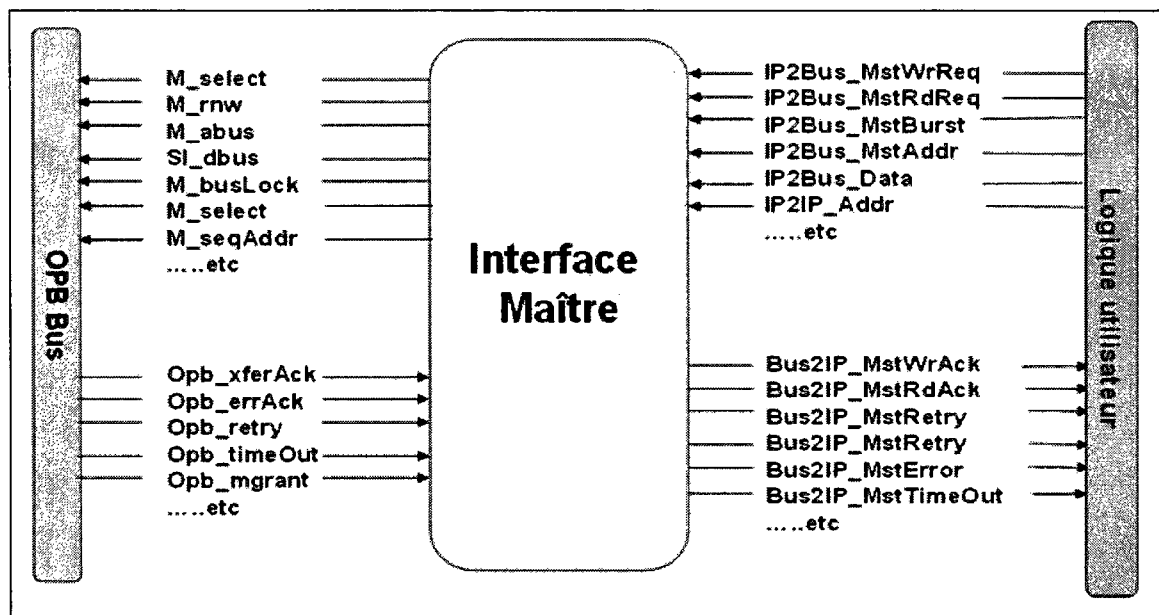 OPB Bus
M_select
M_rnw
M_abus
Sl_dbus
M_busLock
M_select
M_seqAddr
.....etc
Opb_xferAck
Opb_errAck
Opb_retry
Opb_timeOut
Opb_mgrant
.....etc
Interface
Maître
IP2Bus_MstWrReq
IP2Bus_MstRdReq
IP2Bus_MstBurst
IP2Bus_MstAddr
IP2Bus_Data
IP2IP_Addr
.....etc
Bus2IP_MstWrAck
Bus2IP_MstRdAck
Bus2IP_MstRetry
Bus2IP_MstRetry
Bus2IP_MstError
Bus2IP_MstTimeOut
.....etc
Logique utilisateur